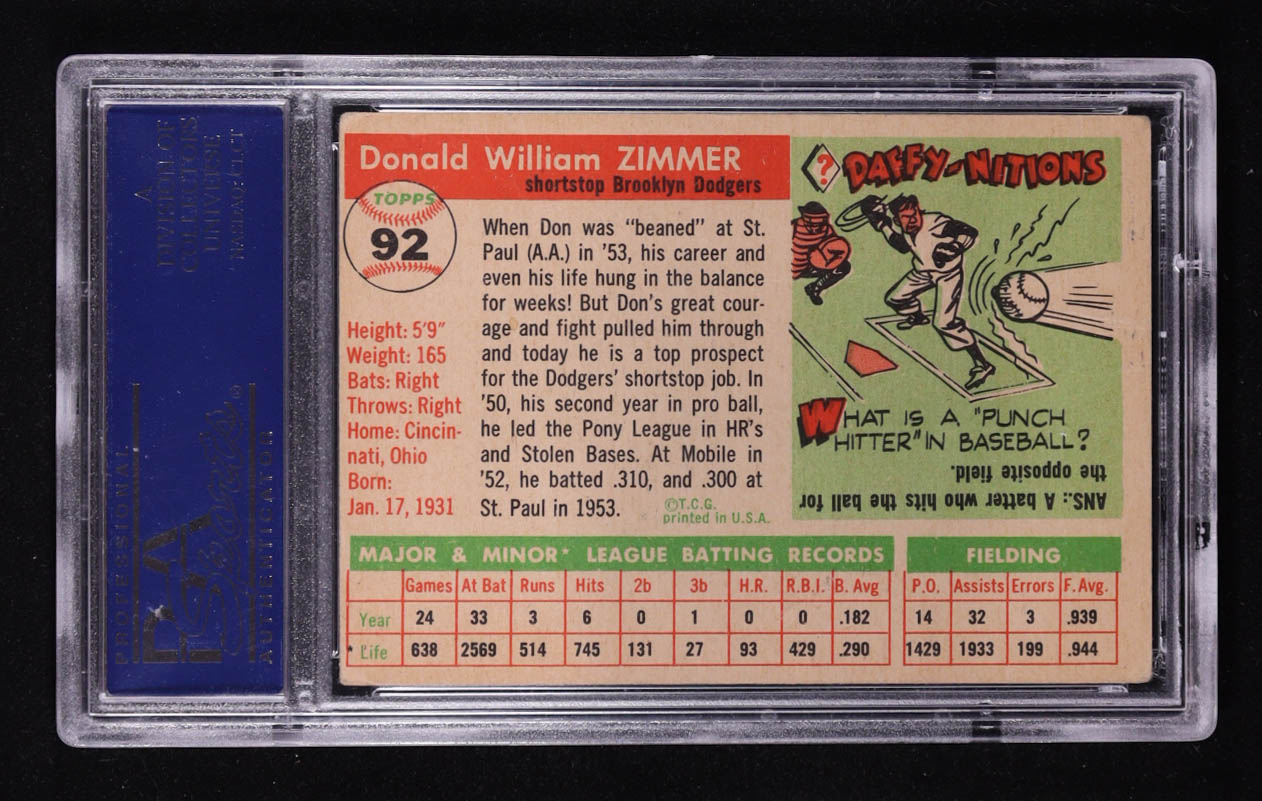 A
DIVISION OF
COLLECTORS
UNIVERSE
NASDAQ: CLCT
PROFESSIONAL
PSA
AUTHENTICATOR
Donald William ZIMMER
shortstop Brooklyn Dodgers
TOPPS
92
Height: 5'9"
Weight: 165
Bats: Right
Throws: Right
Home: Cincin-
nati, Ohio
Born:
Jan. 17, 1931
When Don was "beaned" at St.
Paul (A.A.) in '53, his career and
even his life hung in the balance
for weeks! But Don's great cour-
age and fight pulled him through
and today he is a top prospect
for the Dodgers' shortstop job. In
'50, his second year in pro ball,
he led the Pony League in HR's
and Stolen Bases. At Mobile in
'52, he batted .310, and .300 at
St. Paul in 1953.
©T.C.G.
printed in U.S.A.
?
DAFFY-NITIONS
WHAT IS A "PUNCH
HITTER" IN BASEBALL?
ANS.: A batter who hits the ball for
the opposite field.
MAJOR & MINOR* LEAGUE BATTING RECORDS
Games At Bat Runs Hits 2b 3b H.R. R.B.I. B. Avg
Year 24 33 3 6 0 1 0 0 .182
* Life 638 2569 514 745 131 27 93 429 .290
FIELDING
P.O. Assists Errors F. Avg.
14 32 3 .939
1429 1933 199 .944